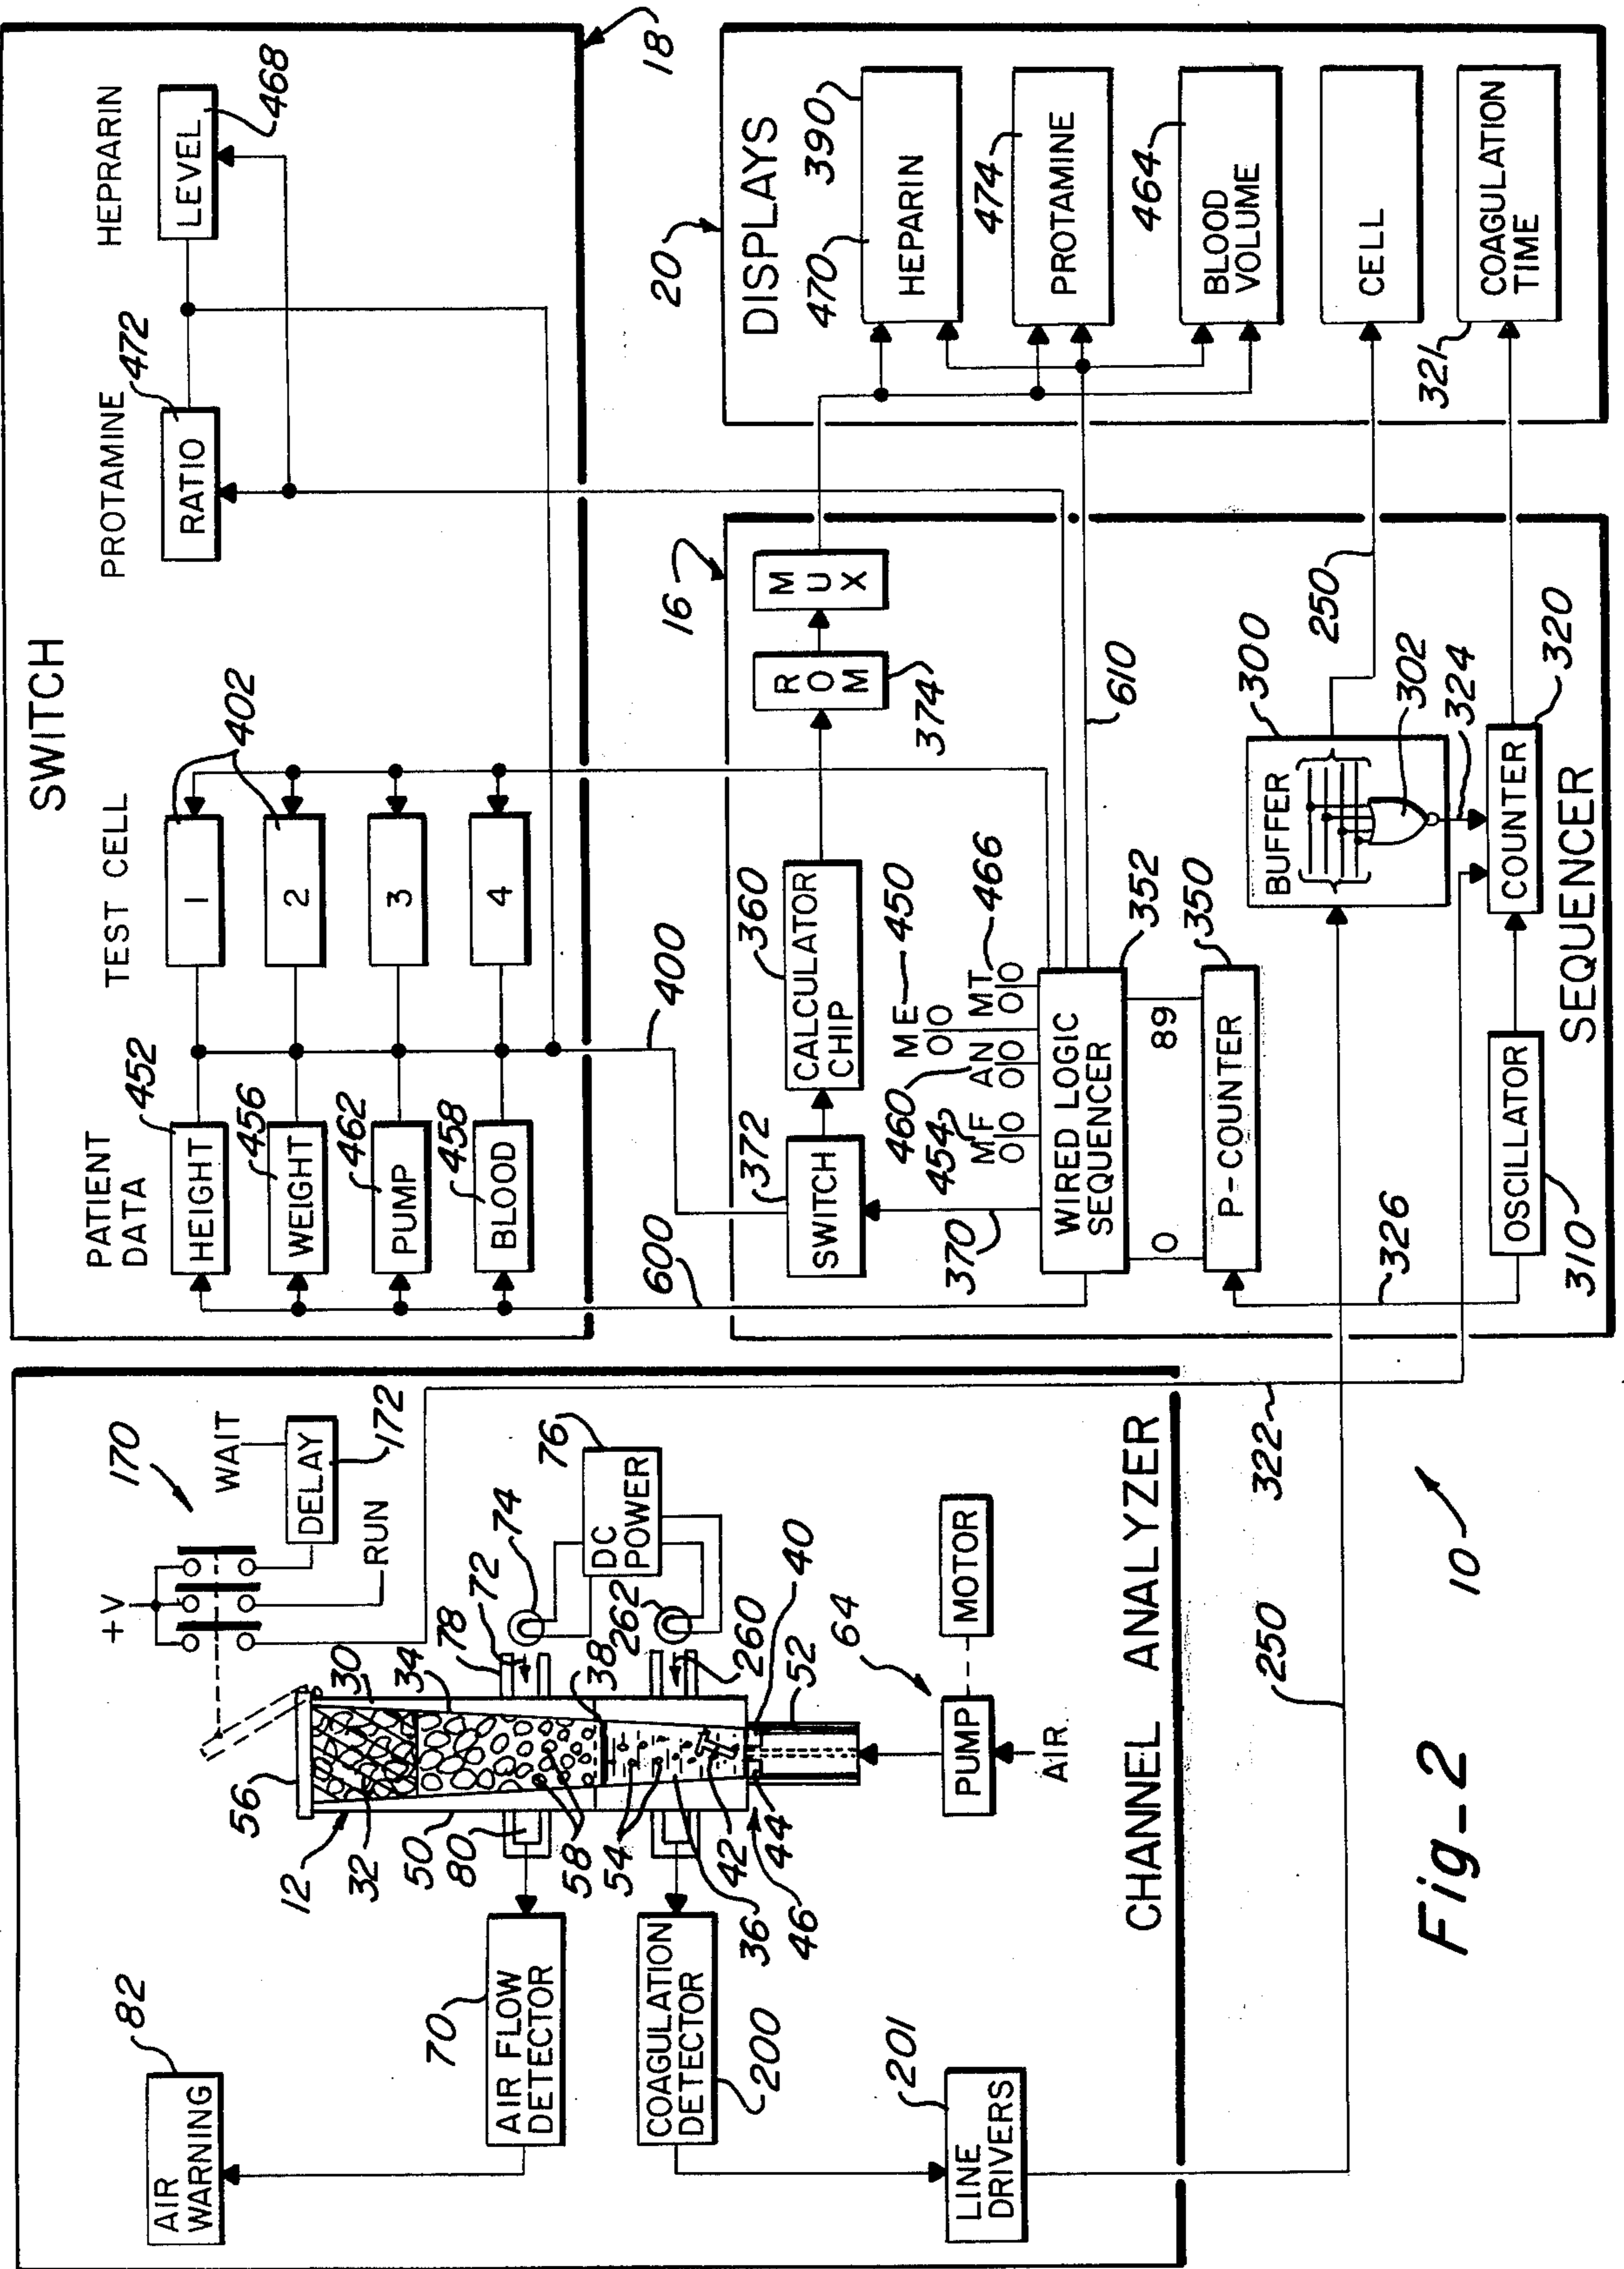 SWITCH
PATIENT
DATA
TEST CELL
PROTAMINE
HEPRARIN
452
HEIGHT
1
402
RATIO
472
LEVEL
468
456
WEIGHT
2
462
PUMP
3
458
BLOOD
4
18
600
400
82
AIR
WARNING
70
AIR FLOW
DETECTOR
COAGULATION
DETECTOR
200
201
LINE
DRIVERS
+V
170
WAIT
DELAY
172
RUN
56
12
32
50
80
58
54
42
36
46
44
30
34
78
72
74
76
DC
POWER
38
262
260
40
52
64
PUMP
MOTOR
AIR
CHANNEL ANALYZER
250
322
10
16
372
SWITCH
360
CALCULATOR
CHIP
ROM
374
MUX
370
454
MF
460
AN
ME
450
MT
466
WIRED LOGIC
SEQUENCER
352
0
89
P-COUNTER
350
610
326
BUFFER
300
302
250
324
310
OSCILLATOR
COUNTER
320
SEQUENCER
20
DISPLAYS
470
HEPARIN
390
PROTAMINE
474
BLOOD
VOLUME
464
CELL
321
COAGULATION
TIME
Fig-2